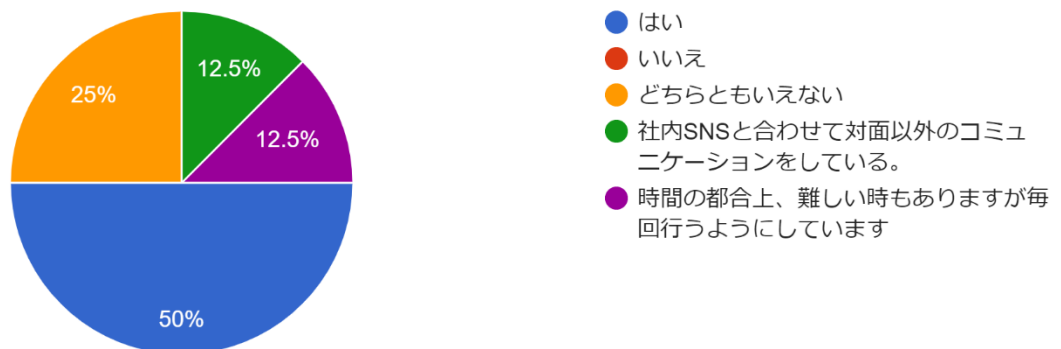 12.5%
25%
12.5%
50%
はい
いいえ
どちらともいえない
社内SNSと合わせて対面以外のコミュ
ニケーションをしている。
時間の都合上、難しい時もありますが毎
回行うようにしています